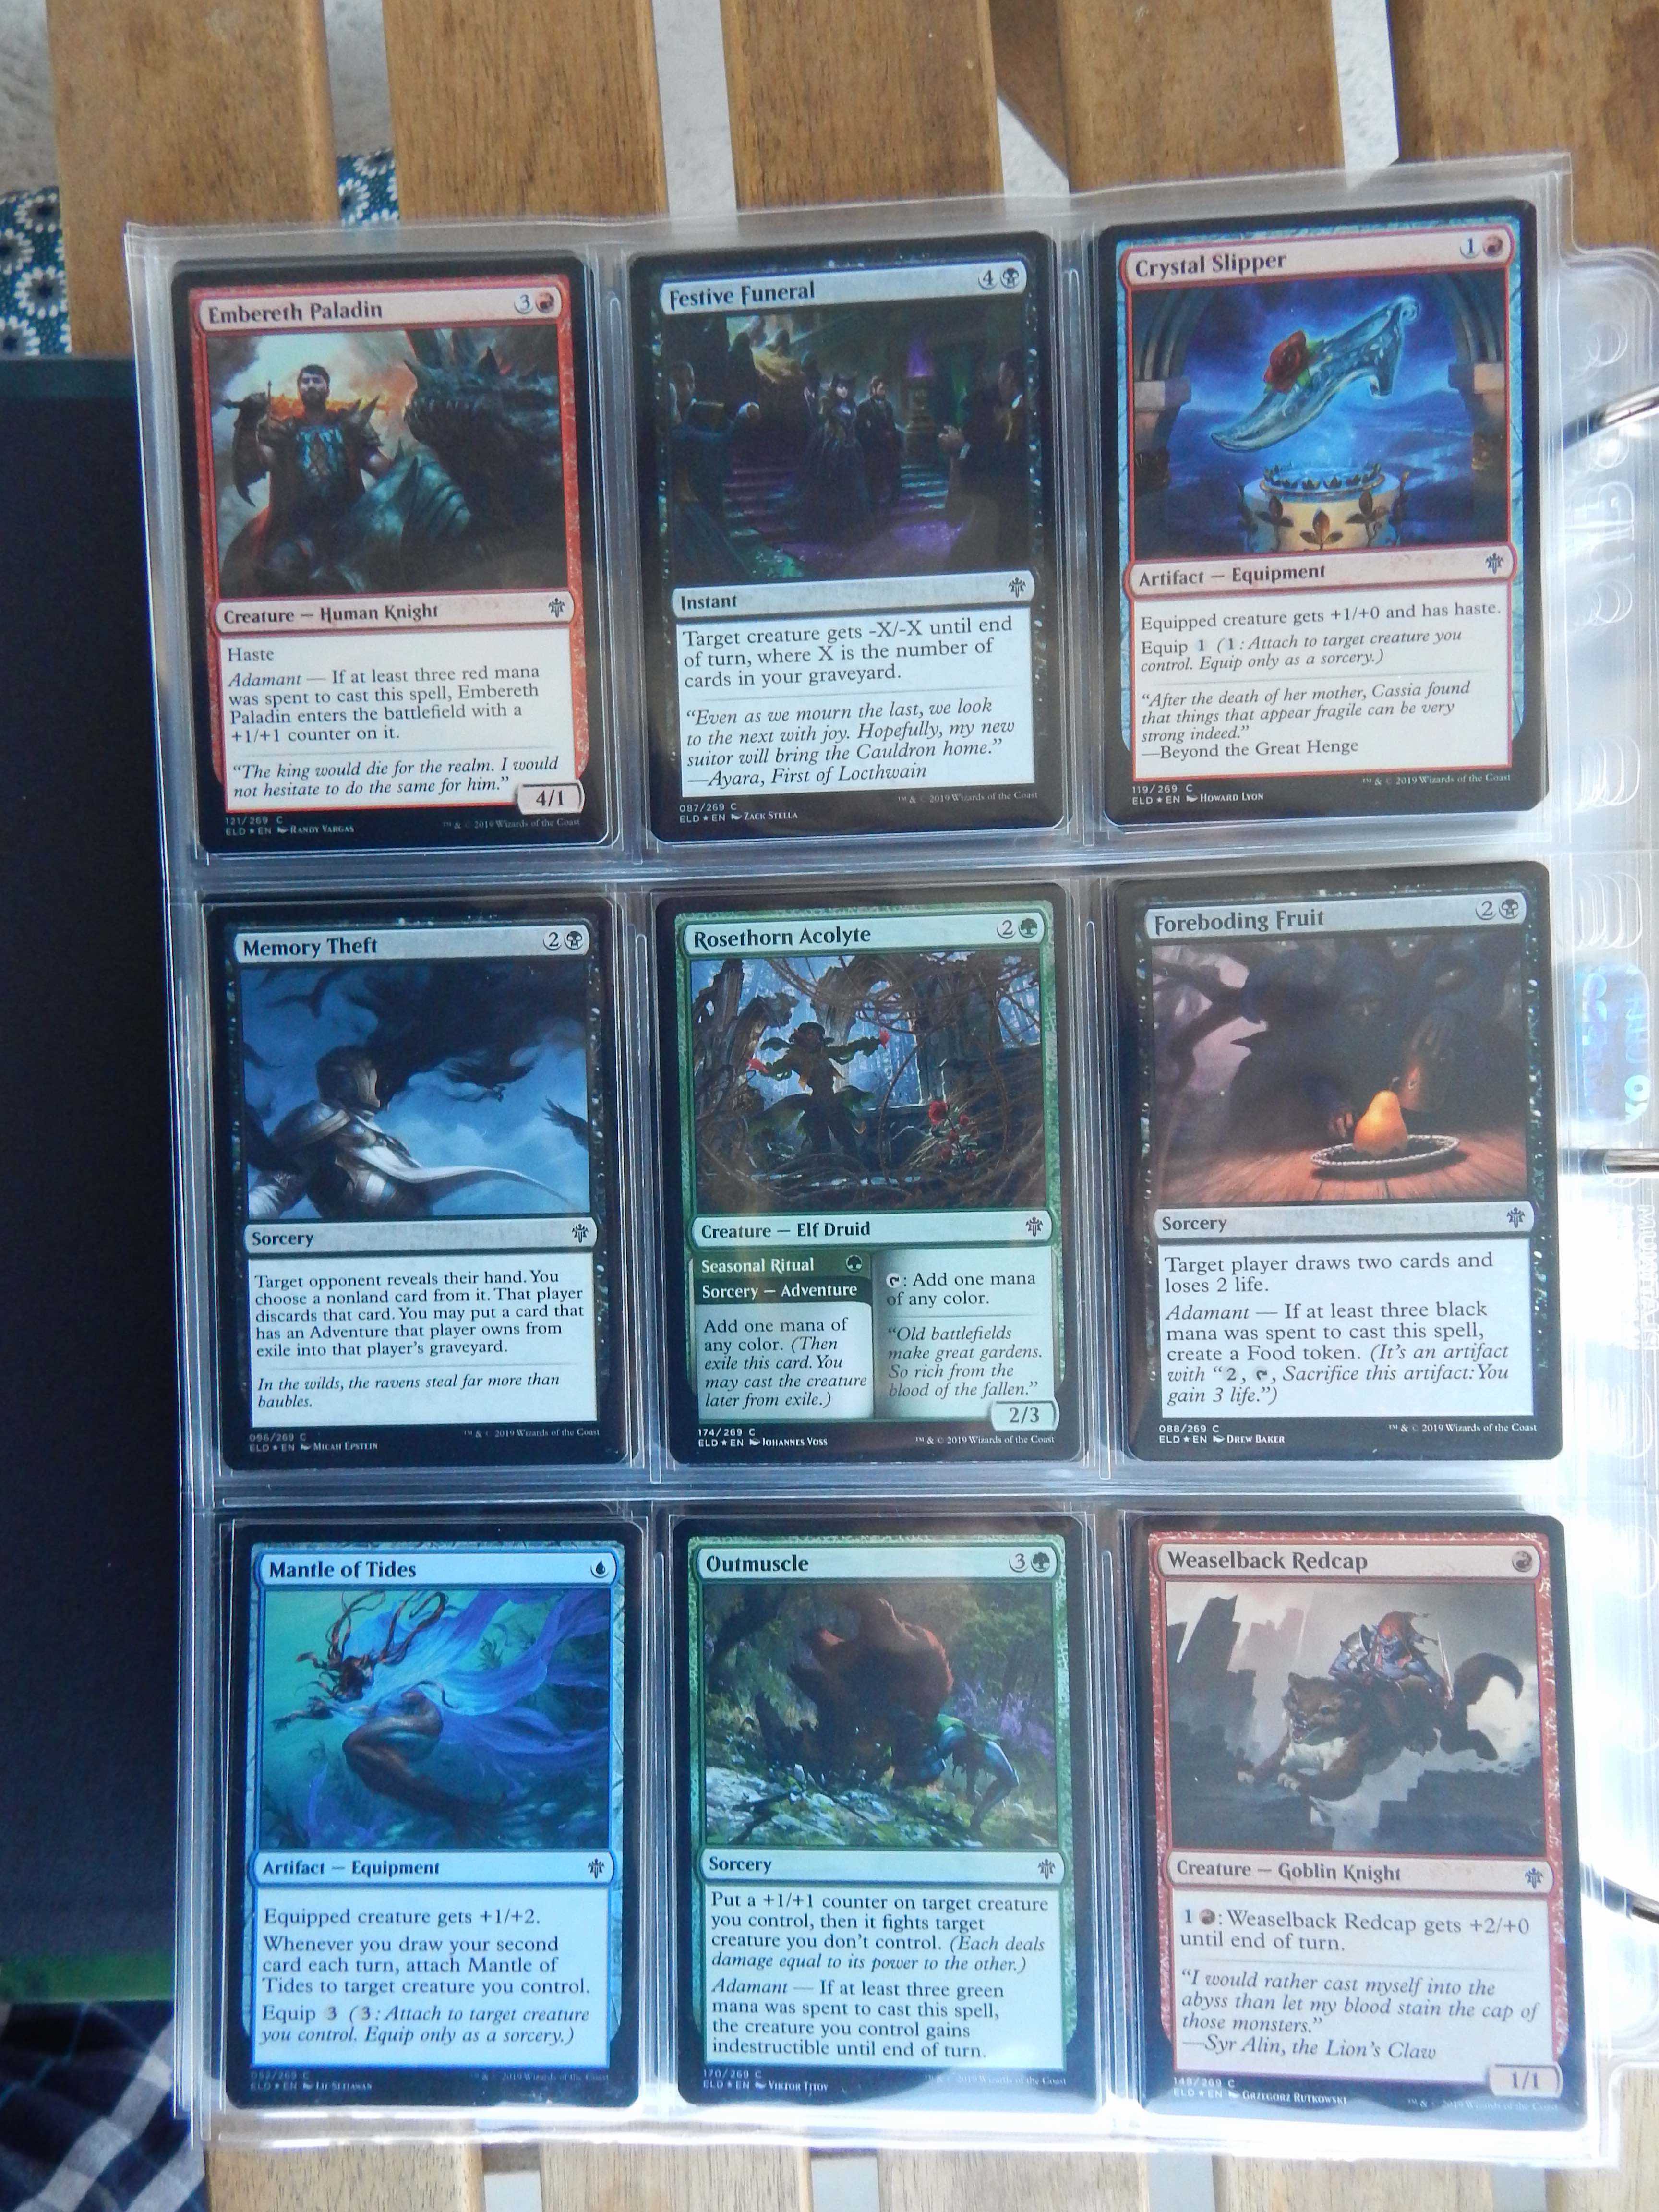 Embereth Paladin 3
Creature — Human Knight
Haste
Adamant — If at least three red mana
was spent to cast this spell, Embereth
Paladin enters the battlefield with a
+1/+1 counter on it.
“The king would die for the realm. I would
not hesitate to do the same for him.”
4/1
121/269 C
ELD ★ EN RANDY VARGAS
™ & © 2019 Wizards of the Coast
Festive Funeral 4
Instant
Target creature gets -X/-X until end
of turn, where X is the number of
cards in your graveyard.
“Even as we mourn the last, we look
to the next with joy. Hopefully, my new
suitor will bring the Cauldron home.”
—Ayara, First of Locthwain
087/269 C
ELD ★ EN ZACK STELLA
™ & © 2019 Wizards of the Coast
Crystal Slipper 1
Artifact — Equipment
Equipped creature gets +1/+0 and has haste.
Equip 1 (1: Attach to target creature you
control. Equip only as a sorcery.)
“After the death of her mother, Cassia found
that things that appear fragile can be very
strong indeed.”
—Beyond the Great Henge
119/269 C
ELD ★ EN HOWARD LYON
™ & © 2019 Wizards of the Coast
Memory Theft 2
Sorcery
Target opponent reveals their hand. You
choose a nonland card from it. That player
discards that card. You may put a card that
has an Adventure that player owns from
exile into that player’s graveyard.
In the wilds, the ravens steal far more than
baubles.
096/269 C
ELD ★ EN MICAH EPSTEIN
™ & © 2019 Wizards of the Coast
Rosethorn Acolyte 2
Creature — Elf Druid
Seasonal Ritual
Sorcery — Adventure
Add one mana of
any color. (Then
exile this card. You
may cast the creature
later from exile.)
: Add one mana
of any color.
“Old battlefields
make great gardens.
So rich from the
blood of the fallen.”
2/3
174/269 C
ELD ★ EN JOHANNES VOSS
™ & © 2019 Wizards of the Coast
Foreboding Fruit 2
Sorcery
Target player draws two cards and
loses 2 life.
Adamant — If at least three black
mana was spent to cast this spell,
create a Food token. (It’s an artifact
with “2, , Sacrifice this artifact: You
gain 3 life.”)
088/269 C
ELD ★ EN DREW BAKER
™ & © 2019 Wizards of the Coast
Mantle of Tides
Artifact — Equipment
Equipped creature gets +1/+2.
Whenever you draw your second
card each turn, attach Mantle of
Tides to target creature you control.
Equip 3 (3: Attach to target creature
you control. Equip only as a sorcery.)
052/269 C
ELD ★ EN
™ & © 2019 Wizards of the Coast
Outmuscle 3
Sorcery
Put a +1/+1 counter on target creature
you control, then it fights target
creature you don’t control. (Each deals
damage equal to its power to the other.)
Adamant — If at least three green
mana was spent to cast this spell,
the creature you control gains
indestructible until end of turn.
170/269 C
ELD ★ EN VIKTOR TITOV
™ & © 2019 Wizards of the Coast
Weaselback Redcap
Creature — Goblin Knight
1 : Weaselback Redcap gets +2/+0
until end of turn.
“I would rather cast myself into the
abyss than let my blood stain the cap of
those monsters.”
—Syr Alin, the Lion’s Claw
1/1
148/269 C
ELD ★ EN GRZEGORZ RUTKOWSKI
™ & © 2019 Wizards of the Coast